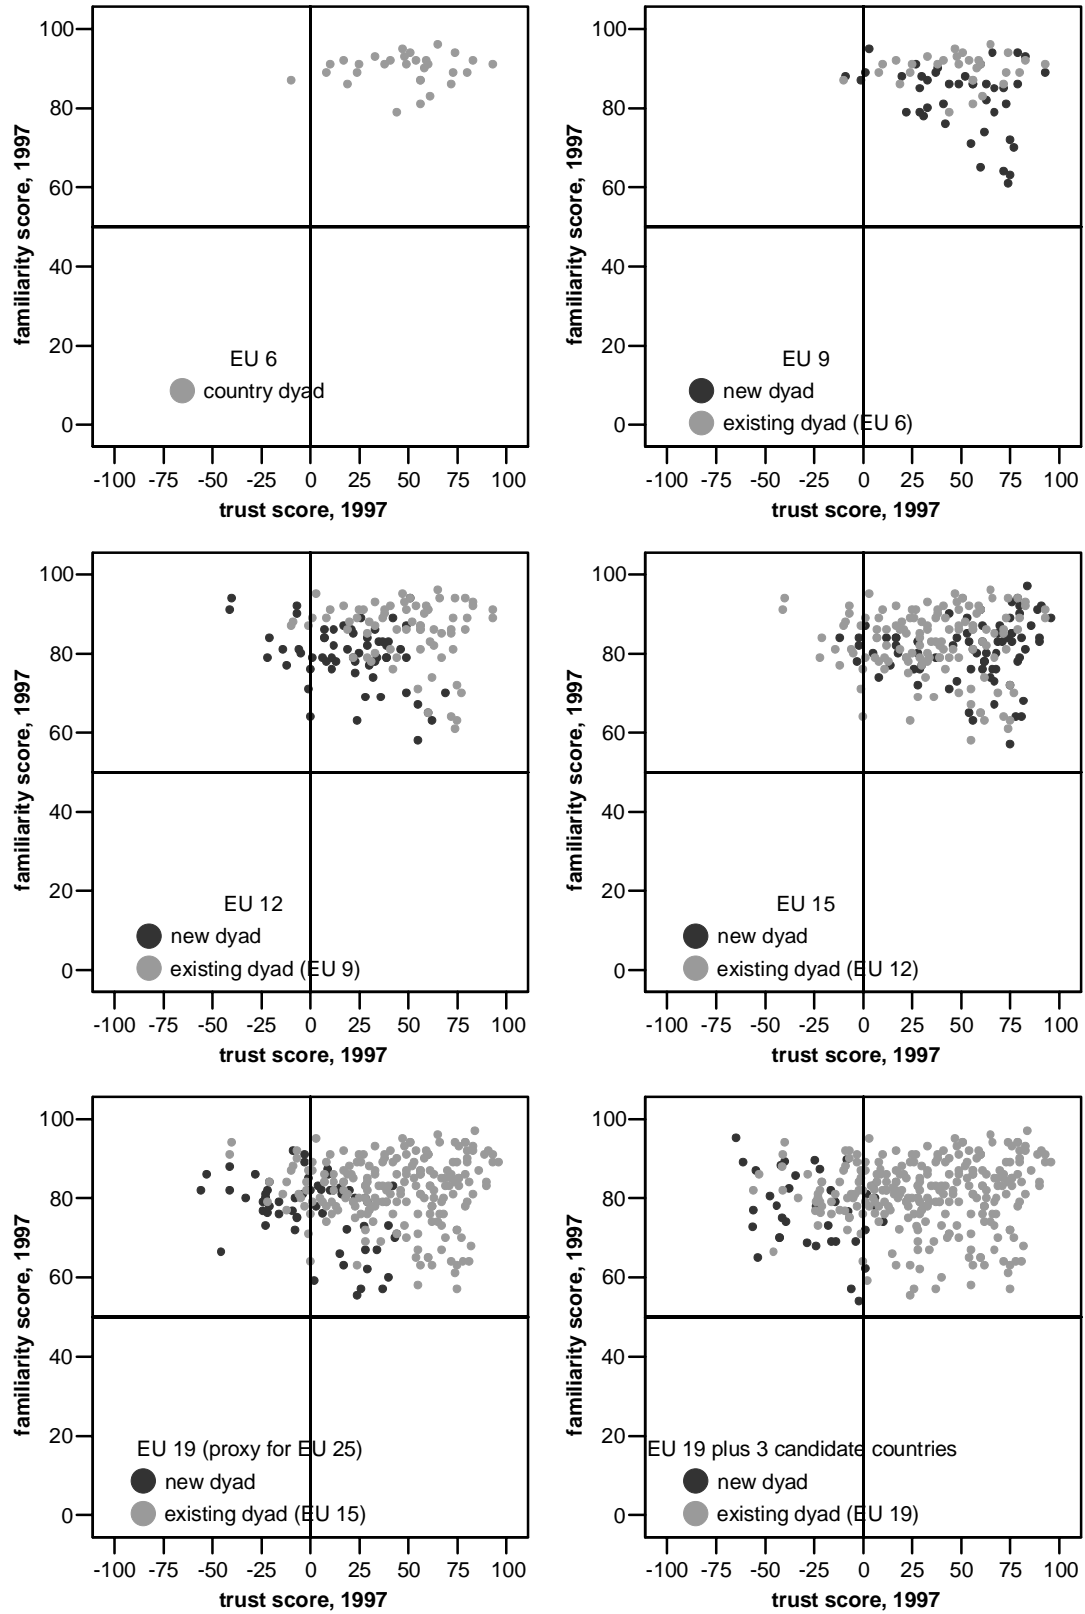 100
80
60
40
20
0
familiarity score, 1997
EU 6
country dyad
-100 -75 -50 -25 0 25 50 75 100
trust score, 1997
100
80
60
40
20
0
familiarity score, 1997
EU 9
new dyad
existing dyad (EU 6)
-100 -75 -50 -25 0 25 50 75 100
trust score, 1997
100
80
60
40
20
0
familiarity score, 1997
EU 12
new dyad
existing dyad (EU 9)
-100 -75 -50 -25 0 25 50 75 100
trust score, 1997
100
80
60
40
20
0
familiarity score, 1997
EU 15
new dyad
existing dyad (EU 12)
-100 -75 -50 -25 0 25 50 75 100
trust score, 1997
100
80
60
40
20
0
familiarity score, 1997
EU 19 (proxy for EU 25)
new dyad
existing dyad (EU 15)
-100 -75 -50 -25 0 25 50 75 100
trust score, 1997
100
80
60
40
20
0
familiarity score, 1997
EU 19 plus 3 candidate countries
new dyad
existing dyad (EU 19)
-100 -75 -50 -25 0 25 50 75 100
trust score, 1997